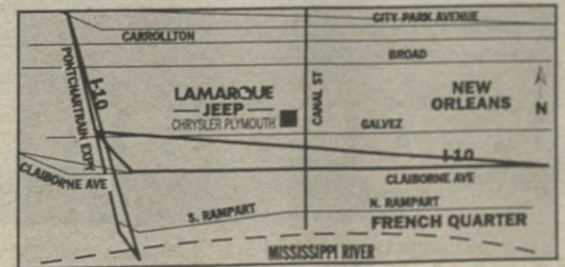 CITY PARK AVENUE
CARROLLTON
BROAD
PONTCHARTRAIN EXPY
I-10
LAMARQUE
JEEP
CHRYSLER PLYMOUTH
CANAL ST
NEW
ORLEANS
N
GALVEZ
I-10
CLAIBORNE AVE
CLAIBORNE AVE
S. RAMPART
N. RAMPART
FRENCH QUARTER
MISSISSIPPI RIVER